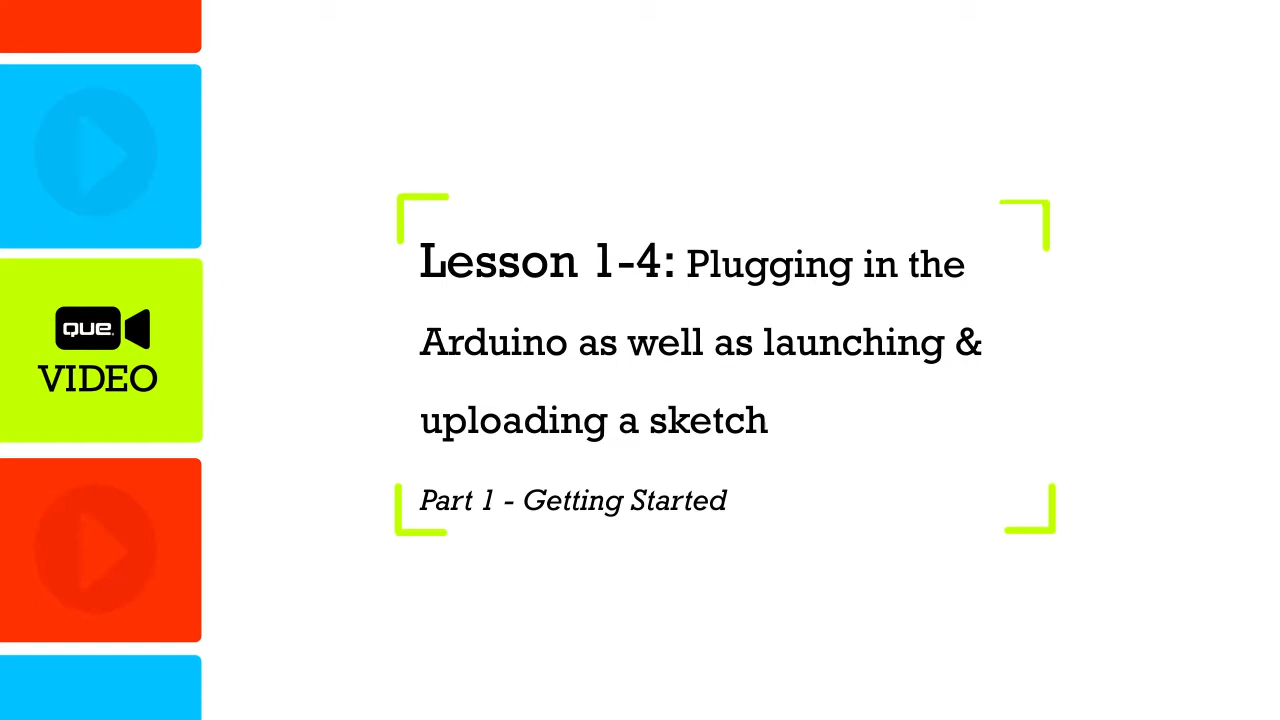 que.
VIDEO
Lesson 1-4: Plugging in the
Arduino as well as launching &
uploading a sketch
Part 1 - Getting Started